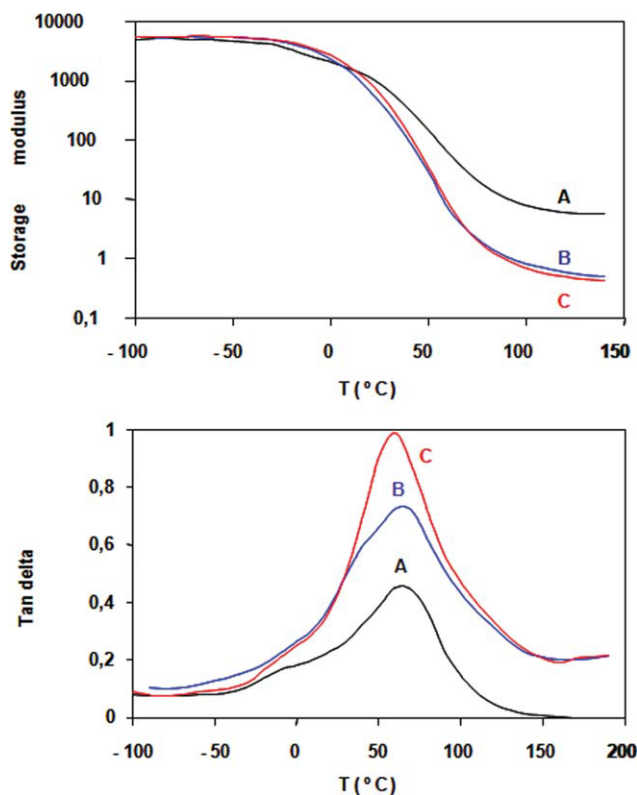 10000
1000
100
10
1
0,1
Storage modulus
A
B
C
- 100 - 50 0 50 100 150
T ( º C)
1
0,8
0,6
0,4
0,2
0
Tan delta
C
B
A
- 100 - 50 0 50 100 150 200
T ( º C)